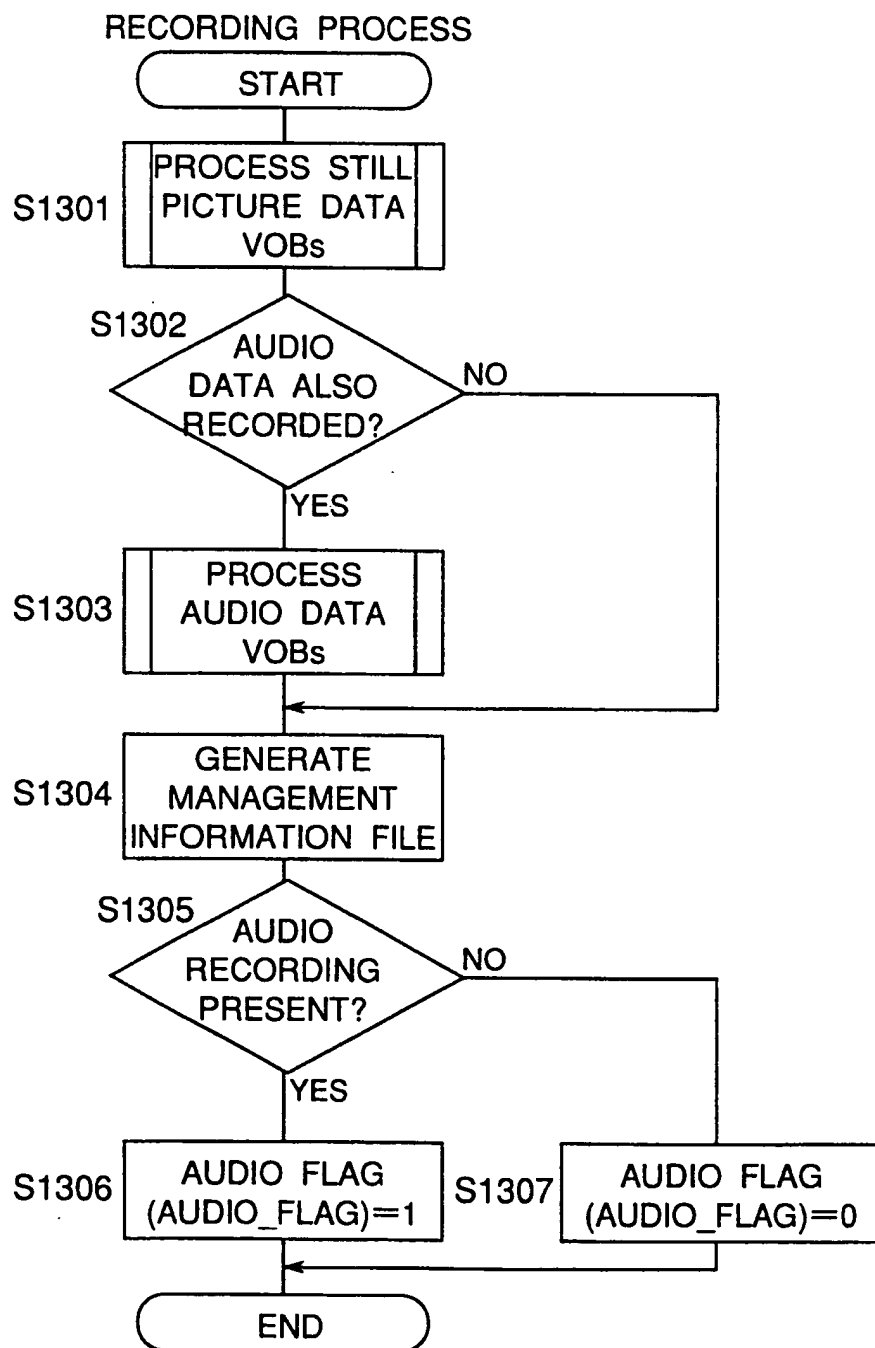 RECORDING PROCESS
START
S1301
PROCESS STILL
PICTURE DATA
VOBs
S1302
AUDIO
DATA ALSO
RECORDED?
NO
YES
S1303
PROCESS
AUDIO DATA
VOBs
S1304
GENERATE
MANAGEMENT
INFORMATION FILE
S1305
AUDIO
RECORDING
PRESENT?
NO
YES
S1306
AUDIO FLAG
(AUDIO_FLAG)=1
S1307
AUDIO FLAG
(AUDIO_FLAG)=0
END